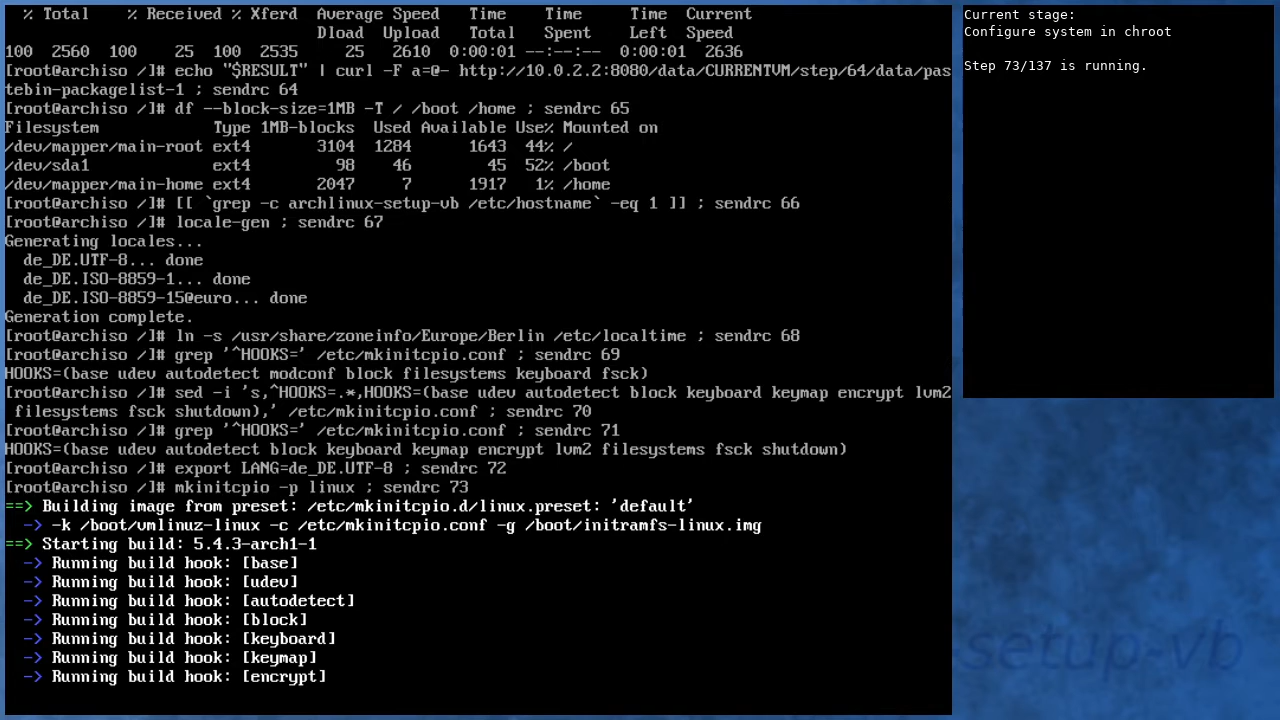 % Total    % Received % Xferd  Average Speed   Time    Time     Time  Current
                                 Dload  Upload   Total   Spent    Left  Speed
100  2560  100    25  100  2535     25   2610  0:00:01 --:--:--  0:00:01  2636
[root@archiso /]# echo "$RESULT" | curl -F a=@- http://10.0.2.2:8080/data/CURRENTVM/step/64/data/pas
tebin-packagelist-1 ; sendrc 64
[root@archiso /]# df --block-size=1MB -T / /boot /home ; sendrc 65
Filesystem            Type 1MB-blocks  Used Available Use% Mounted on
/dev/mapper/main-root ext4       3104  1284      1643  44% /
/dev/sda1             ext4         98    46        45  52% /boot
/dev/mapper/main-home ext4       2047     7      1917   1% /home
[root@archiso /]# [[ `grep -c archlinux-setup-vb /etc/hostname` -eq 1 ]] ; sendrc 66
[root@archiso /]# locale-gen ; sendrc 67
Generating locales...
  de_DE.UTF-8... done
  de_DE.ISO-8859-1... done
  de_DE.ISO-8859-15@euro... done
Generation complete.
[root@archiso /]# ln -s /usr/share/zoneinfo/Europe/Berlin /etc/localtime ; sendrc 68
[root@archiso /]# grep '^HOOKS=' /etc/mkinitcpio.conf ; sendrc 69
HOOKS=(base udev autodetect modconf block filesystems keyboard fsck)
[root@archiso /]# sed -i 's,^HOOKS=.*,HOOKS=(base udev autodetect block keyboard keymap encrypt lvm2
 filesystems fsck shutdown),' /etc/mkinitcpio.conf ; sendrc 70
[root@archiso /]# grep '^HOOKS=' /etc/mkinitcpio.conf ; sendrc 71
HOOKS=(base udev autodetect block keyboard keymap encrypt lvm2 filesystems fsck shutdown)
[root@archiso /]# export LANG=de_DE.UTF-8 ; sendrc 72
[root@archiso /]# mkinitcpio -p linux ; sendrc 73
==> Building image from preset: /etc/mkinitcpio.d/linux.preset: 'default'
  -> -k /boot/vmlinuz-linux -c /etc/mkinitcpio.conf -g /boot/initramfs-linux.img
==> Starting build: 5.4.3-arch1-1
  -> Running build hook: [base]
  -> Running build hook: [udev]
  -> Running build hook: [autodetect]
  -> Running build hook: [block]
  -> Running build hook: [keyboard]
  -> Running build hook: [keymap]
  -> Running build hook: [encrypt]
Current stage:
Configure system in chroot
Step 73/137 is running.
setup-vb